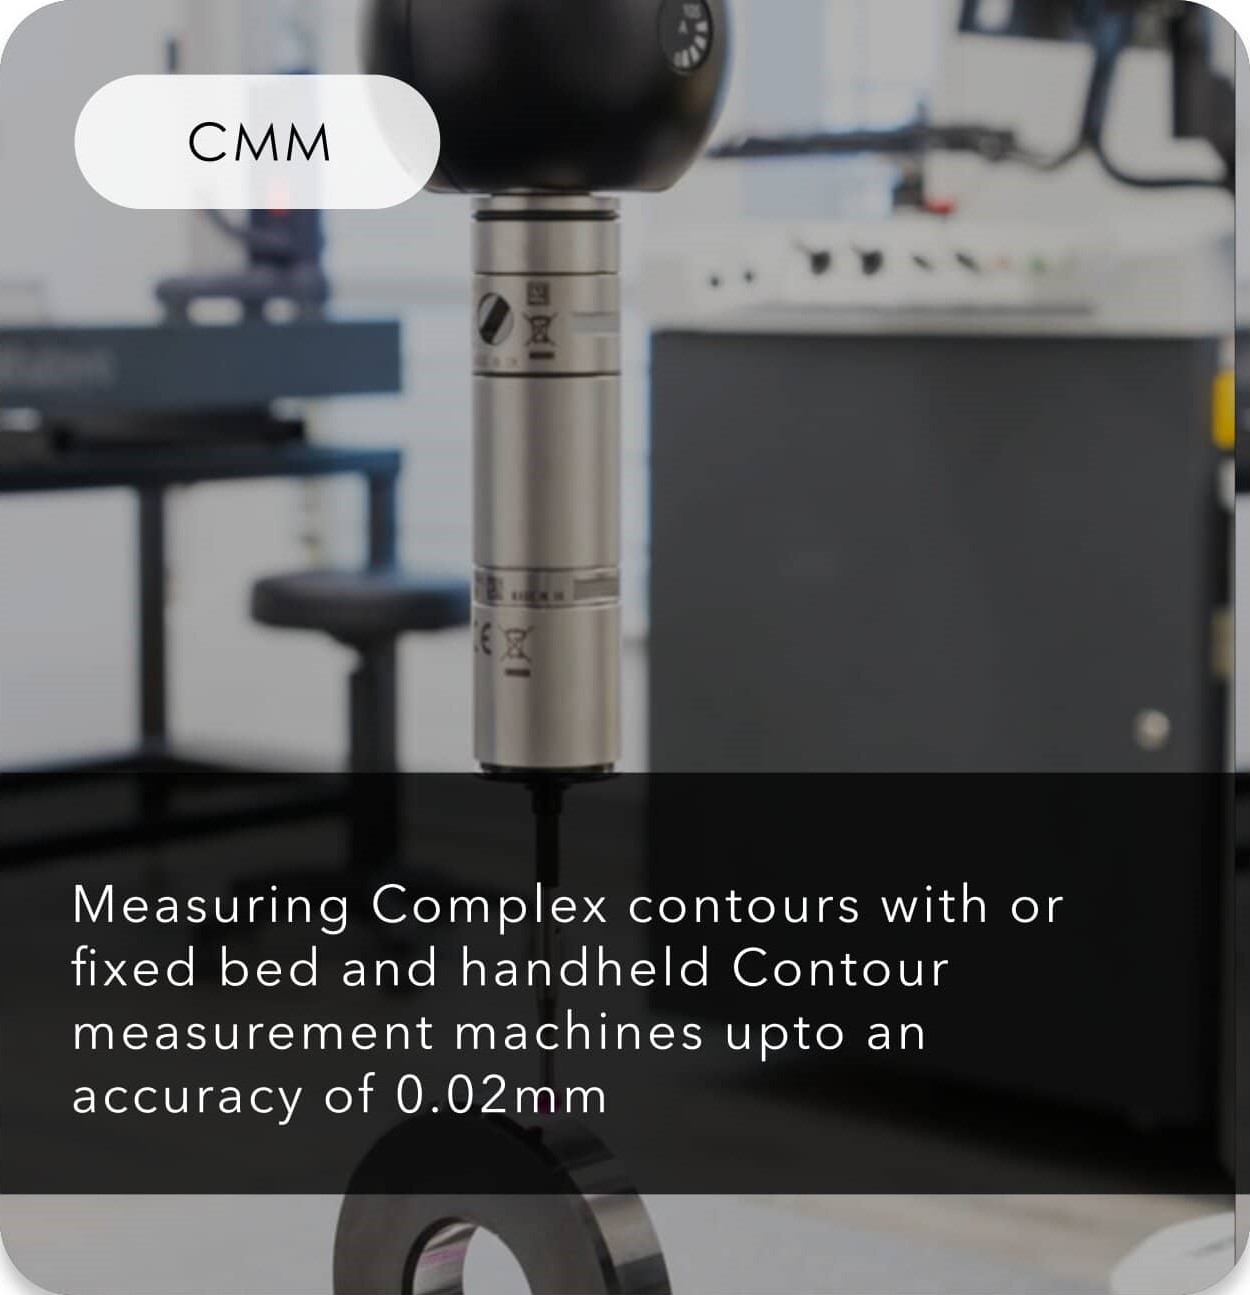 CMM
CE
Measuring Complex contours with or
fixed bed and handheld Contour
measurement machines upto an
accuracy of 0.02mm